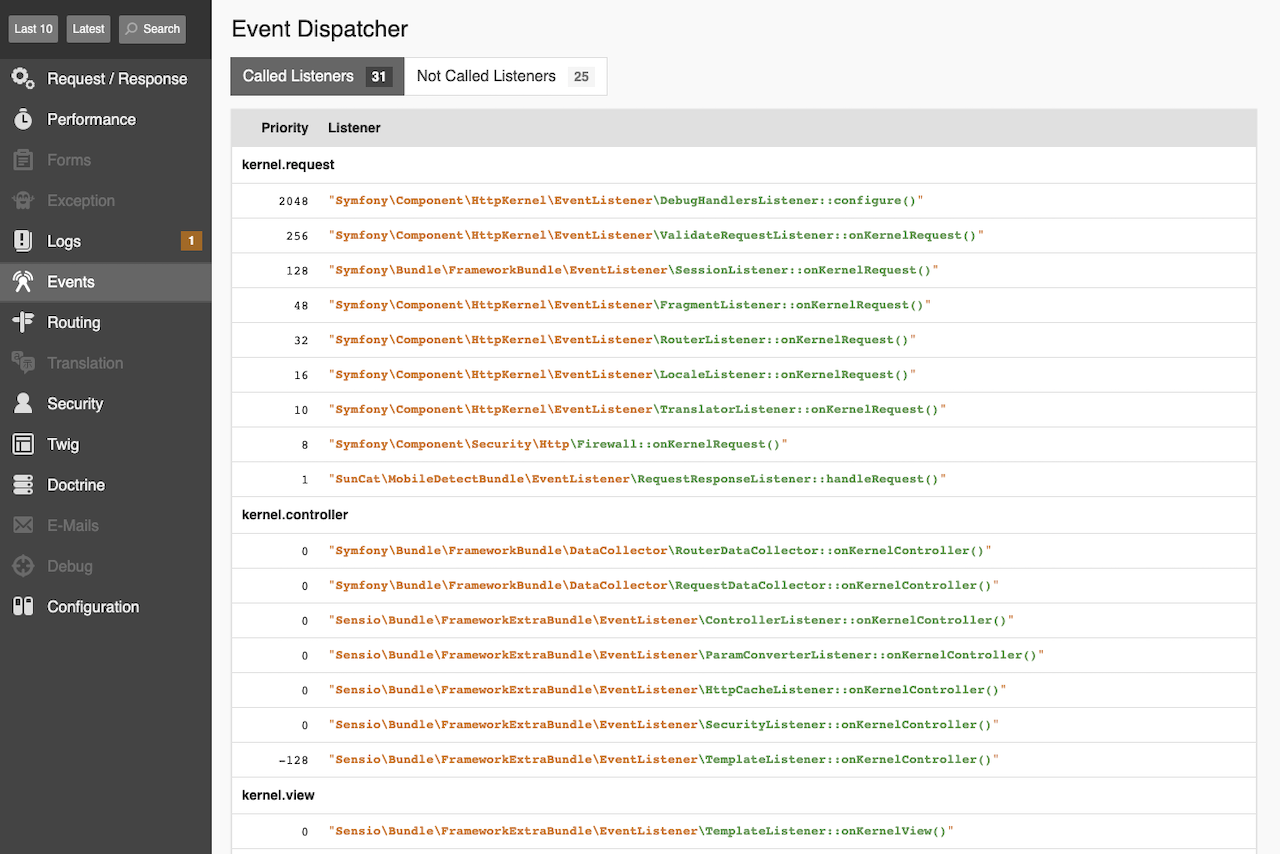 Last 10 Latest Search
Request / Response
Performance
Forms
Exception
Logs 1
Events
Routing
Translation
Security
Twig
Doctrine
E-Mails
Debug
Configuration
Event Dispatcher
Called Listeners 31 Not Called Listeners 25
Priority Listener
kernel.request
2048 "Symfony\Component\HttpKernel\EventListener\DebugHandlersListener::configure()"
256 "Symfony\Component\HttpKernel\EventListener\ValidateRequestListener::onKernelRequest()"
128 "Symfony\Bundle\FrameworkBundle\EventListener\SessionListener::onKernelRequest()"
48 "Symfony\Component\HttpKernel\EventListener\FragmentListener::onKernelRequest()"
32 "Symfony\Component\HttpKernel\EventListener\RouterListener::onKernelRequest()"
16 "Symfony\Component\HttpKernel\EventListener\LocaleListener::onKernelRequest()"
10 "Symfony\Component\HttpKernel\EventListener\TranslatorListener::onKernelRequest()"
8 "Symfony\Component\Security\Http\Firewall::onKernelRequest()"
1 "SunCat\MobileDetectBundle\EventListener\RequestResponseListener::handleRequest()"
kernel.controller
0 "Symfony\Bundle\FrameworkBundle\DataCollector\RouterDataCollector::onKernelController()"
0 "Symfony\Bundle\FrameworkBundle\DataCollector\RequestDataCollector::onKernelController()"
0 "Sensio\Bundle\FrameworkExtraBundle\EventListener\ControllerListener::onKernelController()"
0 "Sensio\Bundle\FrameworkExtraBundle\EventListener\ParamConverterListener::onKernelController()"
0 "Sensio\Bundle\FrameworkExtraBundle\EventListener\HttpCacheListener::onKernelController()"
0 "Sensio\Bundle\FrameworkExtraBundle\EventListener\SecurityListener::onKernelController()"
-128 "Sensio\Bundle\FrameworkExtraBundle\EventListener\TemplateListener::onKernelController()"
kernel.view
0 "Sensio\Bundle\FrameworkExtraBundle\EventListener\TemplateListener::onKernelView()"